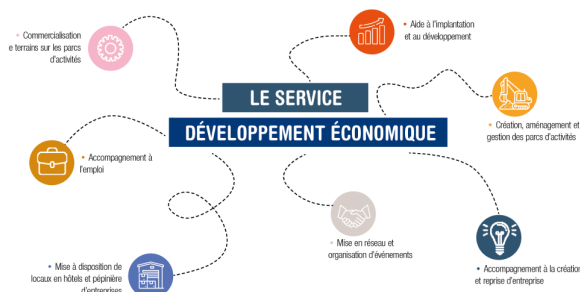 • Commercialisation
e terrains sur les parcs
d'activités
• Aide à l'implantation
et au développement
LE SERVICE
DÉVELOPPEMENT ÉCONOMIQUE
• Création, aménagement et
gestion des parcs d'activités
• Accompagnement à
l'emploi
• Mise en réseau et
organisation d'événements
• Mise à disposition de
locaux en hôtels et pépinière
d'entreprises
• Accompagnement à la création
et reprise d'entreprise